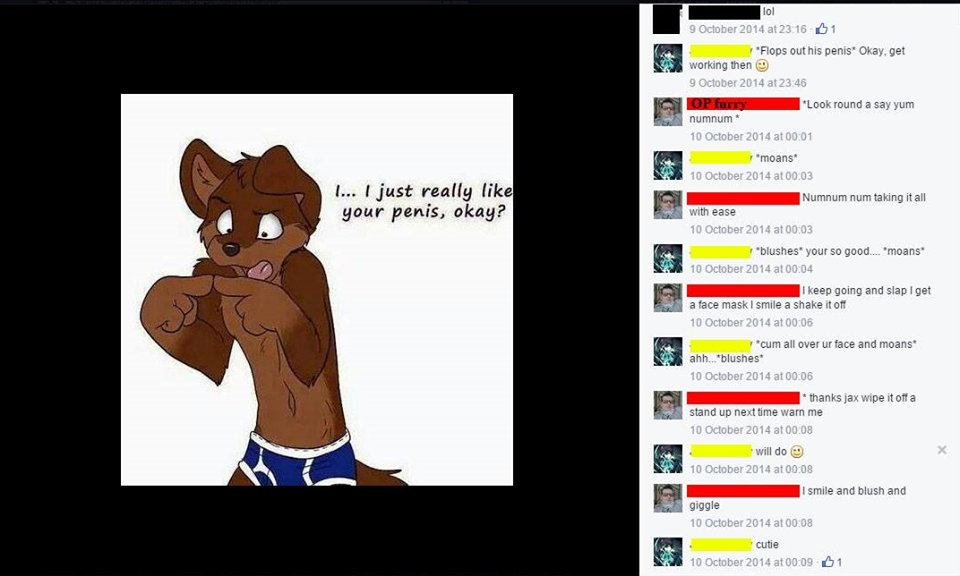 I... I just really like
your penis, okay?
lol
9 October 2014 at 23:16 · 1
*Flops out his penis* Okay, get
working then
9 October 2014 at 23:46
OP furry *Look round a say yum
numnum *
10 October 2014 at 00:01
*moans*
10 October 2014 at 00:03
Numnum num taking it all
with ease
10 October 2014 at 00:03
*blushes* your so good.... *moans*
10 October 2014 at 00:04
I keep going and slap I get
a face mask I smile a shake it off
10 October 2014 at 00:06
*cum all over ur face and moans*
ahh...*blushes*
10 October 2014 at 00:06
* thanks jax wipe it off a
stand up next time warn me
10 October 2014 at 00:08
will do
10 October 2014 at 00:08
I smile and blush and
giggle
10 October 2014 at 00:08
cutie
10 October 2014 at 00:09 · 1